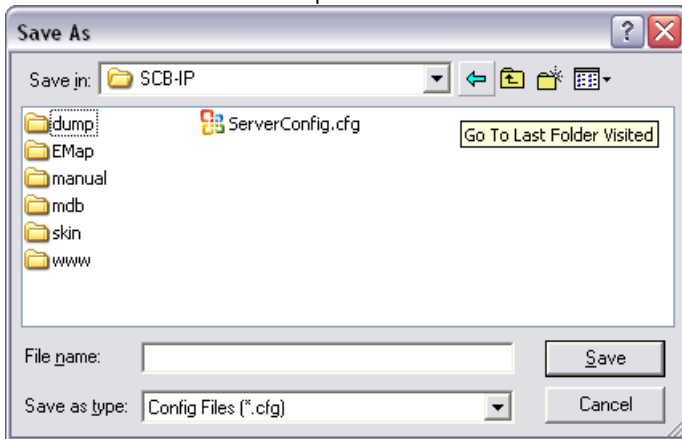 Save As
Save in: SCB-IP
dump ServerConfig.cfg
Go To Last Folder Visited
EMap
manual
mdb
skin
www
File name: Save
Save as type: Config Files (*.cfg) Cancel